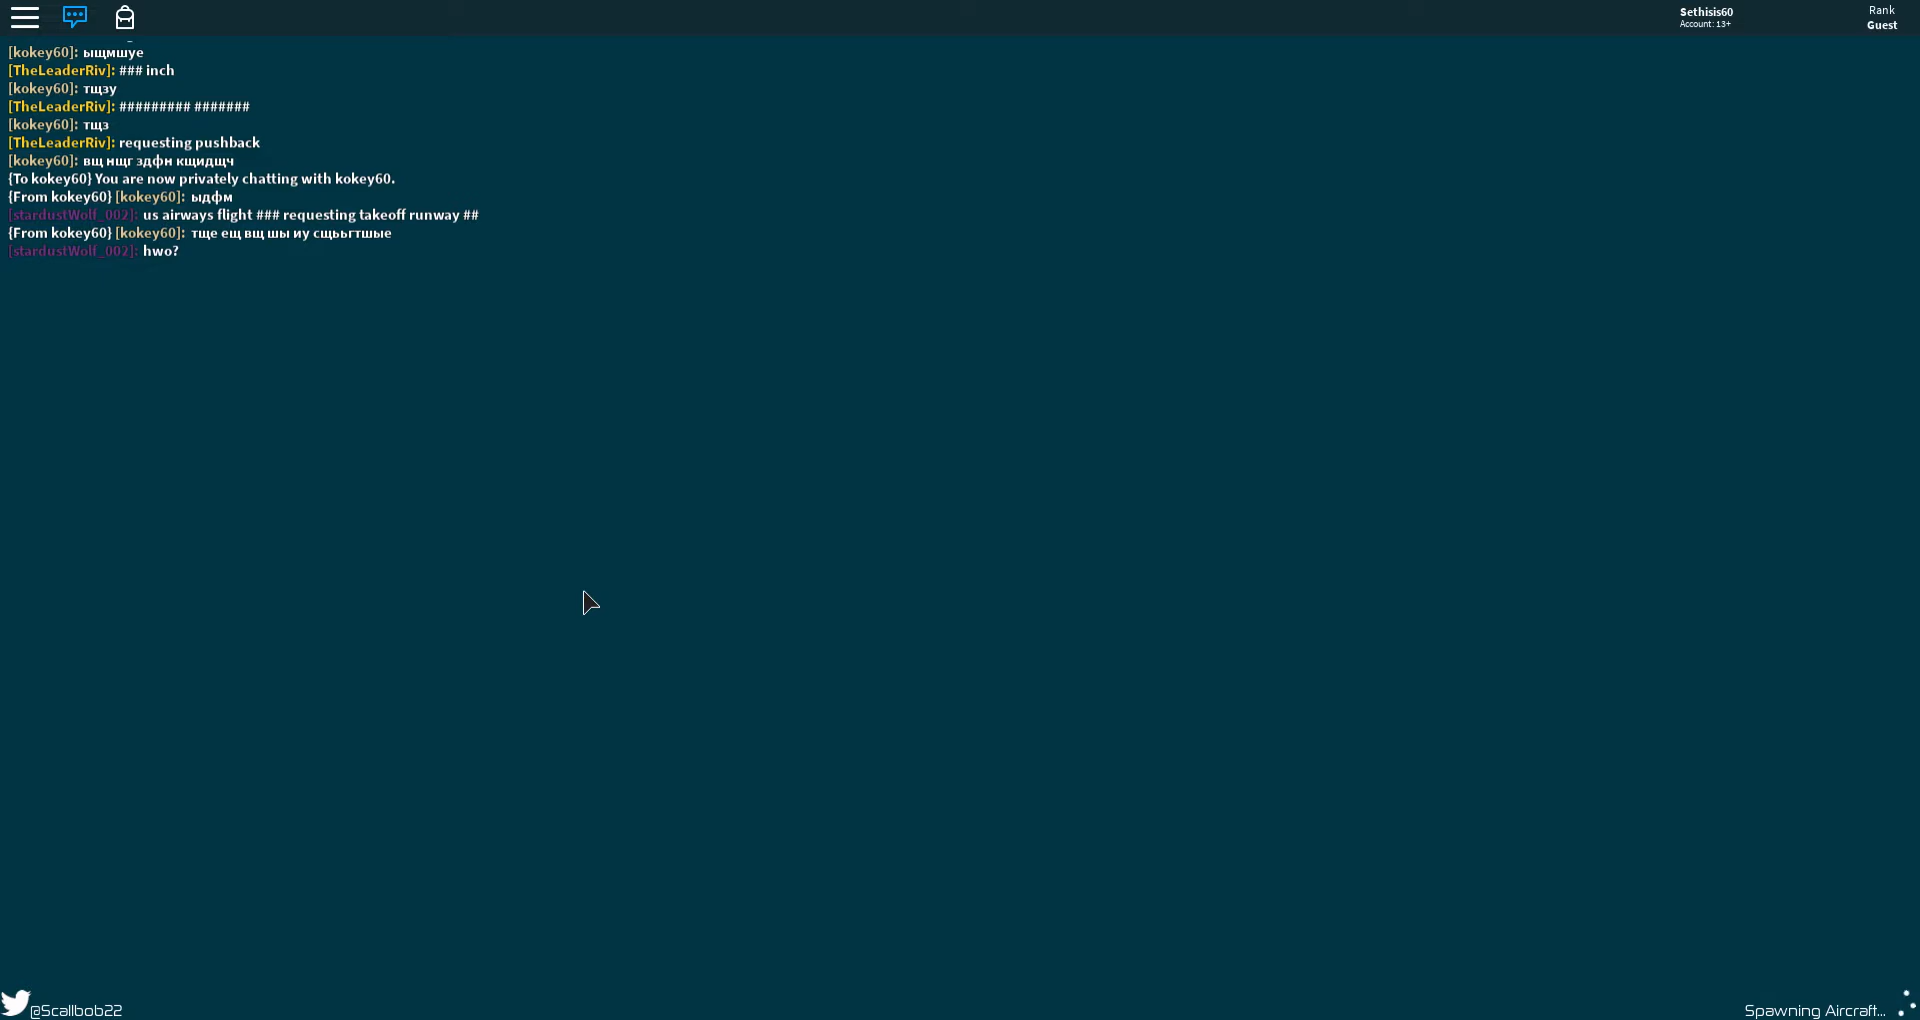 Sethisis60
Account: 13+
Rank
Guest
[kokey60]: ыщмшуе
[TheLeaderRiv]: ### inch
[kokey60]: тщзу
[TheLeaderRiv]: ######### #######
[kokey60]: тщз
[TheLeaderRiv]: requesting pushback
[kokey60]: вщ нщг здфн кщидщч
{To kokey60} You are now privately chatting with kokey60.
{From kokey60} [kokey60]: ыдфм
[stardustWolf_002]: us airways flight ### requesting takeoff runway ##
{From kokey60} [kokey60]: тще ещ вщ шы иу сщььгтшые
[stardustWolf_002]: hwo?
@Scallbob22
Spawning Aircraft...